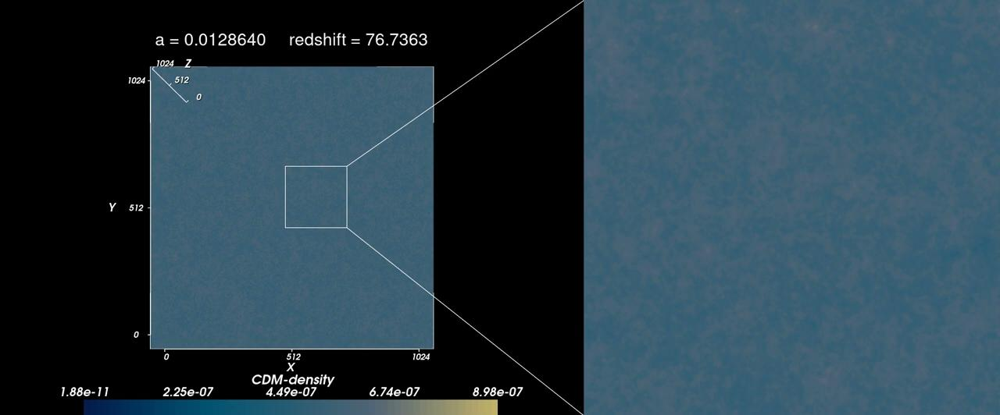 a = 0.0128640 redshift = 76.7363
1024 Z
1024 512
0
Y 512
0
0 512 1024
X
CDM-density
1.88e-11 2.25e-07 4.49e-07 6.74e-07 8.98e-07